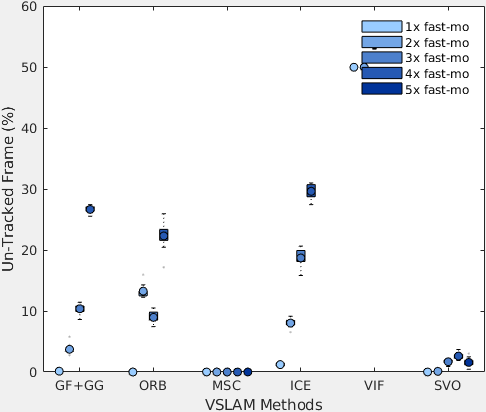 60
50
40
30
20
10
0
Un-Tracked Frame (%)
1x fast-mo
2x fast-mo
3x fast-mo
4x fast-mo
5x fast-mo
GF+GG ORB MSC ICE VIF SVO
VSLAM Methods